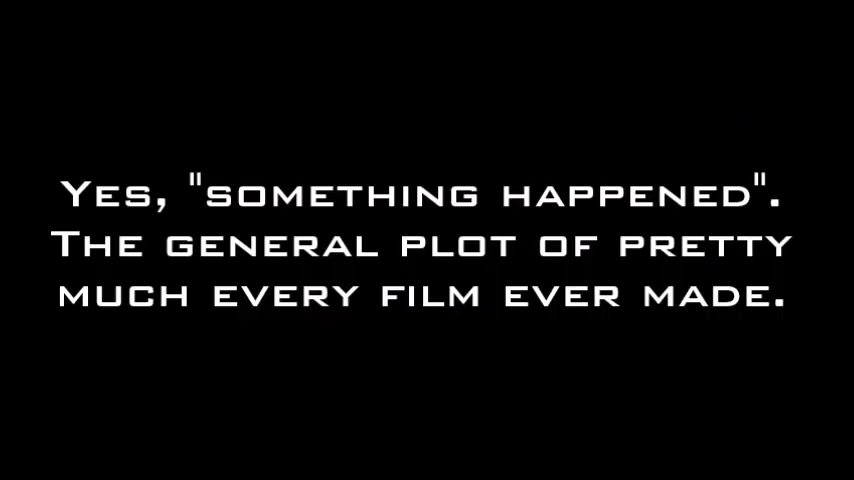 Yes, "something happened".
The general plot of pretty
much every film ever made.